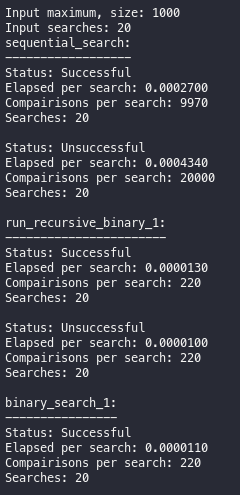 Input maximum, size: 1000
Input searches: 20
sequential_search:
------------------
Status: Successful
Elapsed per search: 0.0002700
Compairisons per search: 9970
Searches: 20

Status: Unsuccessful
Elapsed per search: 0.0004340
Compairisons per search: 20000
Searches: 20

run_recursive_binary_1:
-----------------------
Status: Successful
Elapsed per search: 0.0000130
Compairisons per search: 220
Searches: 20

Status: Unsuccessful
Elapsed per search: 0.0000100
Compairisons per search: 220
Searches: 20

binary_search_1:
----------------
Status: Successful
Elapsed per search: 0.0000110
Compairisons per search: 220
Searches: 20